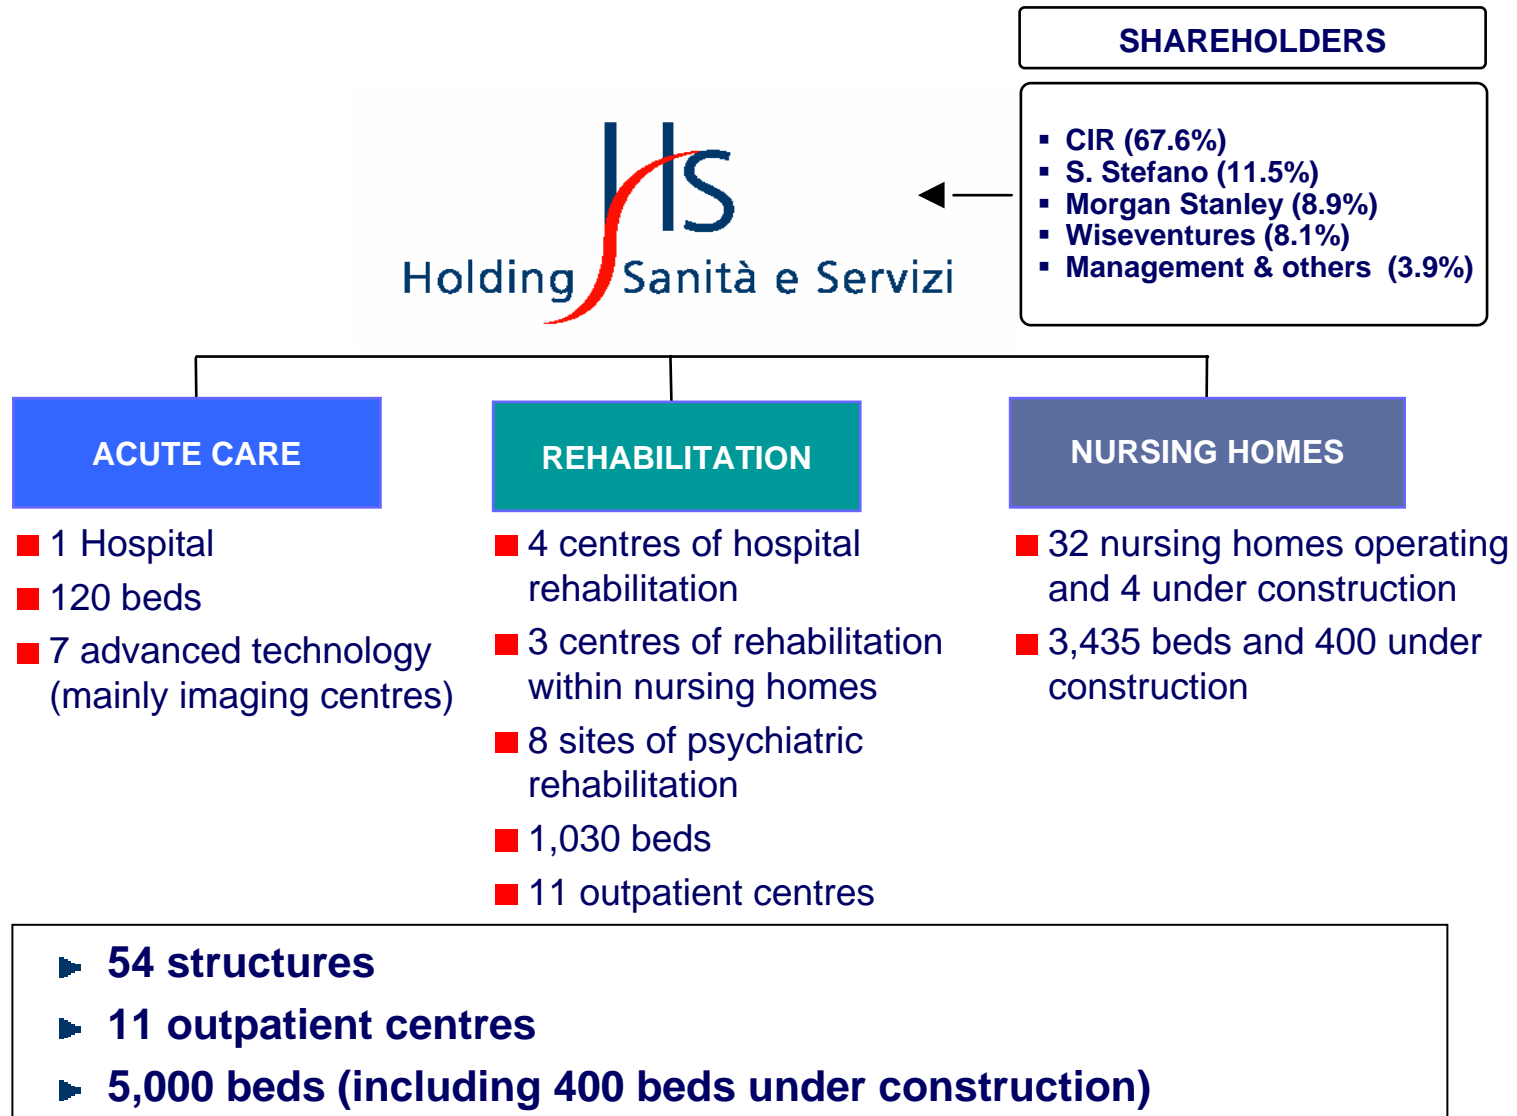 SHAREHOLDERS
CIR (67.6%)
S. Stefano (11.5%)
Morgan Stanley (8.9%)
Wiseventures (8.1%)
Management & others (3.9%)
HS
Holding Sanità e Servizi
ACUTE CARE
1 Hospital
120 beds
7 advanced technology
(mainly imaging centres)
REHABILITATION
4 centres of hospital
rehabilitation
3 centres of rehabilitation
within nursing homes
8 sites of psychiatric
rehabilitation
1,030 beds
11 outpatient centres
NURSING HOMES
32 nursing homes operating
and 4 under construction
3,435 beds and 400 under
construction
54 structures
11 outpatient centres
5,000 beds (including 400 beds under construction)